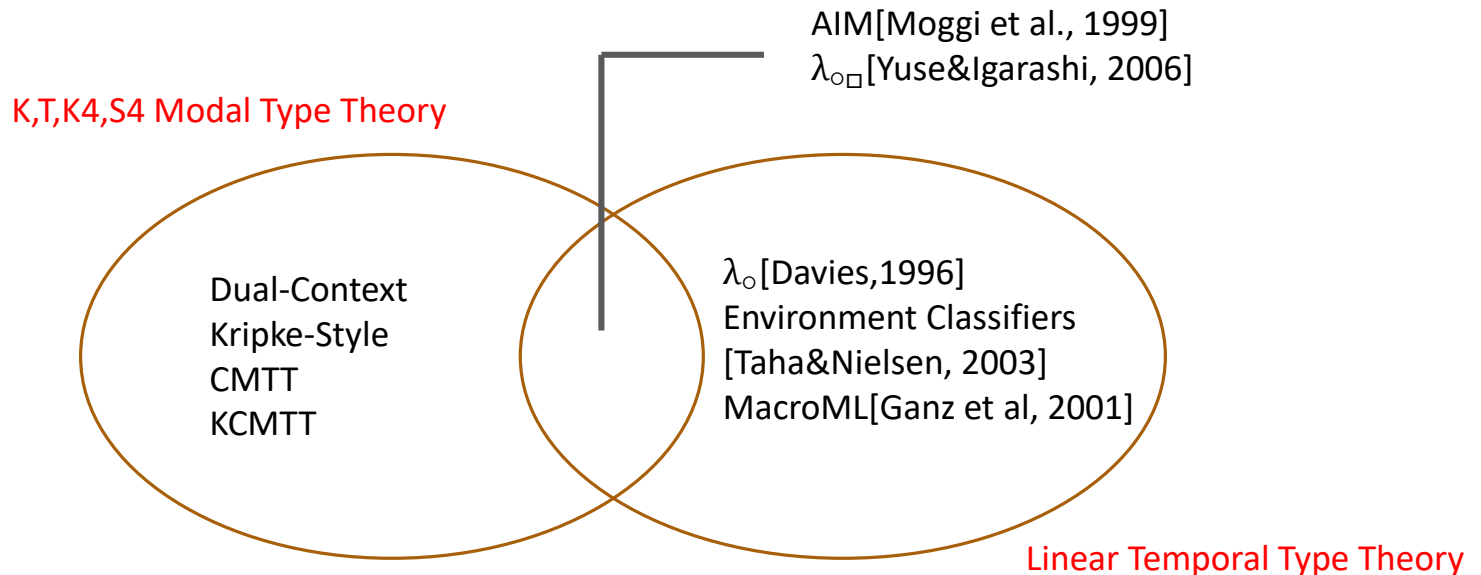 AIM[Moggi et al., 1999]
λ○□[Yuse&Igarashi, 2006]
K,T,K4,S4 Modal Type Theory
Dual-Context
Kripke-Style
CMTT
KCMTT
λ○[Davies,1996]
Environment Classifiers
[Taha&Nielsen, 2003]
MacroML[Ganz et al, 2001]
Linear Temporal Type Theory